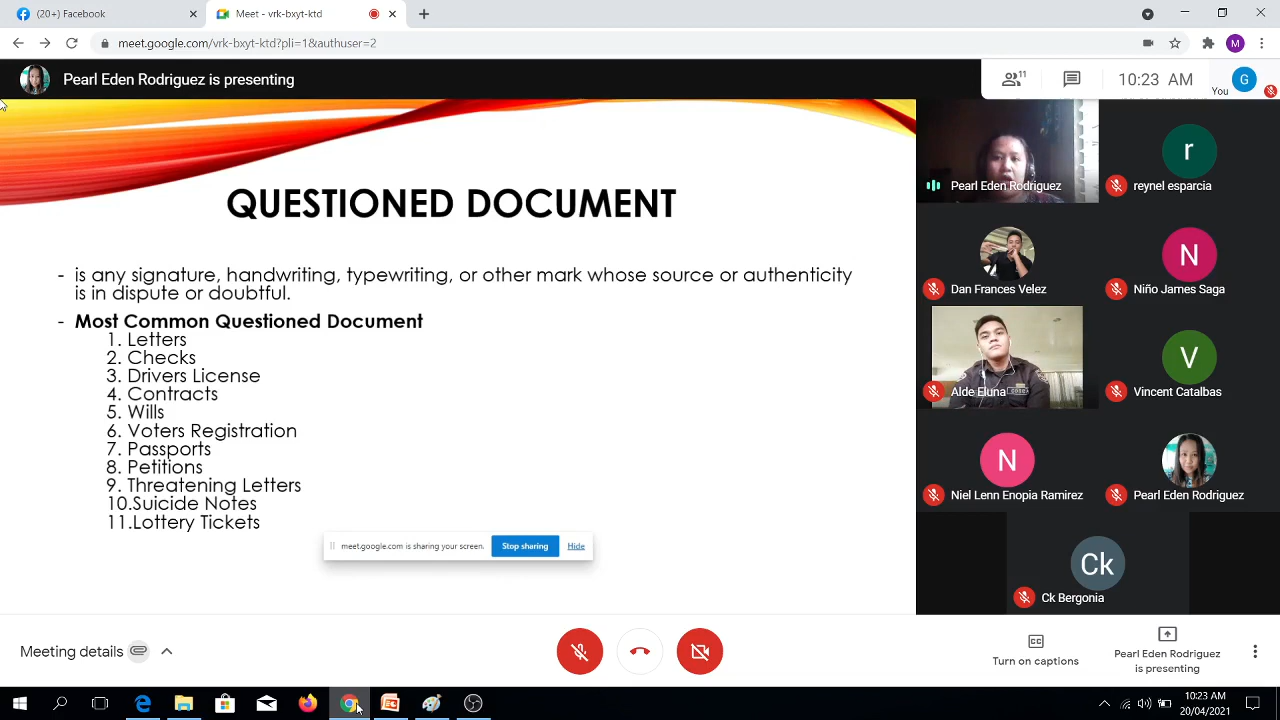 (20+) Facebook
Meet - vrk-bxyt-ktd
meet.google.com/vrk-bxyt-ktd?pli=1&authuser=2
M
Pearl Eden Rodriguez is presenting
11
10:23 AM
You
G
QUESTIONED DOCUMENT
- is any signature, handwriting, typewriting, or other mark whose source or authenticity
is in dispute or doubtful.
- Most Common Questioned Document
1. Letters
2. Checks
3. Drivers License
4. Contracts
5. Wills
6. Voters Registration
7. Passports
8. Petitions
9. Threatening Letters
10.Suicide Notes
11.Lottery Tickets
meet.google.com is sharing your screen.
Stop sharing
Hide
Pearl Eden Rodriguez
r
reynel esparcia
Dan Frances Velez
N
Niño James Saga
Alde Eluna
V
Vincent Catalbas
N
Niel Lenn Enopia Ramirez
Pearl Eden Rodriguez
Ck
Ck Bergonia
Meeting details
CC
Turn on captions
Pearl Eden Rodriguez
is presenting
10:23 AM
20/04/2021